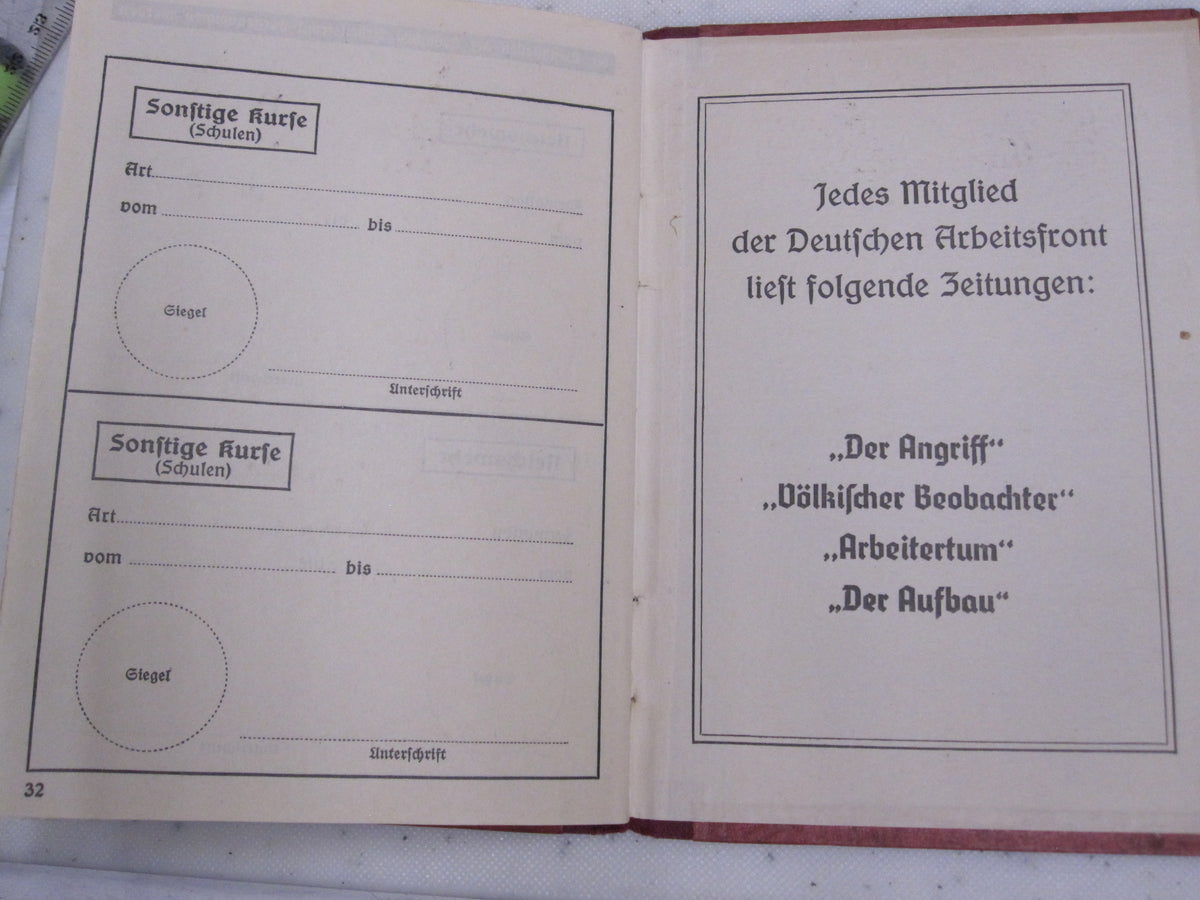 Sonſtige Kurſe
(Schulen)
Art
vom bis
Siegel
Unterſchrift
Sonſtige Kurſe
(Schulen)
Art
vom bis
Siegel
Unterſchrift
32
Jedes Mitglied
der Deutſchen Arbeitsfront
lieſt folgende Zeitungen:
„Der Angriff“
„Völkiſcher Beobachter“
„Arbeitertum“
„Der Aufbau“